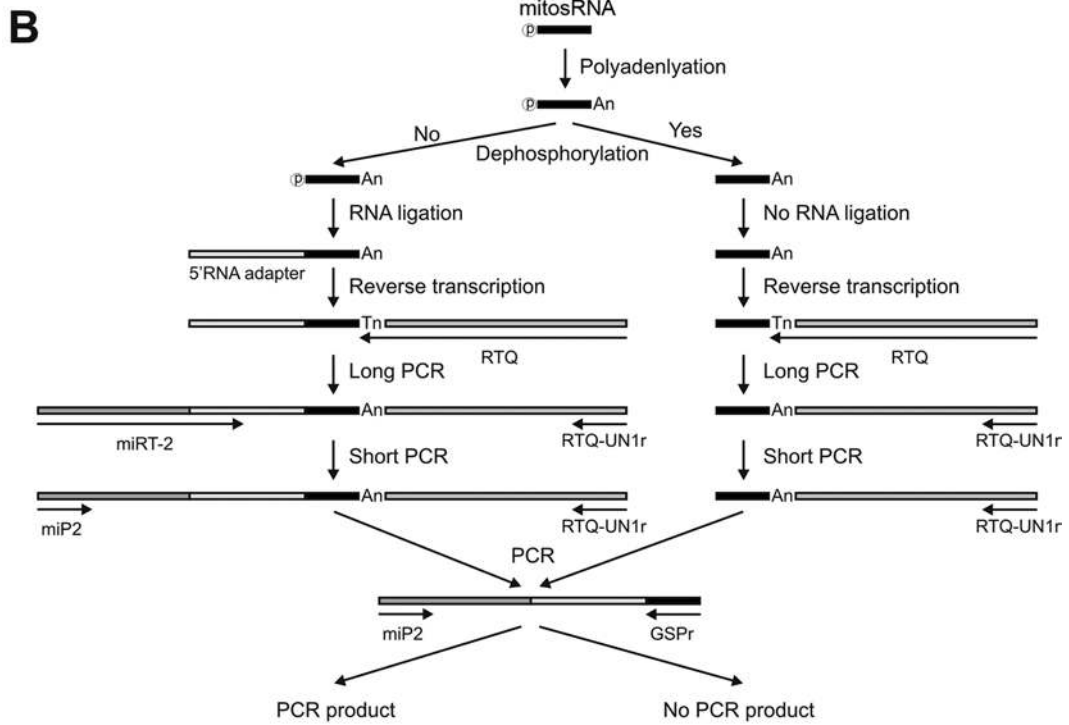 B
mitosRNA
p
Polyadenlyation
p An
No
Yes
Dephosphorylation
p An
An
RNA ligation
No RNA ligation
An
An
5'RNA adapter
Reverse transcription
Reverse transcription
Tn
Tn
RTQ
RTQ
Long PCR
Long PCR
An
An
miRT-2
RTQ-UN1r
RTQ-UN1r
Short PCR
Short PCR
An
An
miP2
RTQ-UN1r
RTQ-UN1r
PCR
miP2
GSPr
PCR product
No PCR product